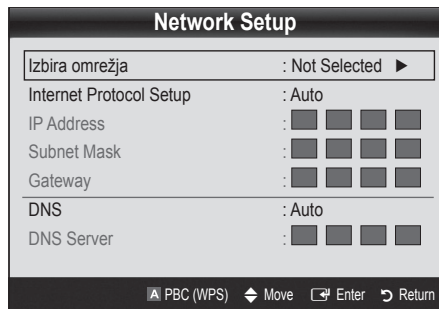 Network Setup
Izbira omrežja : Not Selected ►
Internet Protocol Setup : Auto
IP Address :
Subnet Mask :
Gateway :
DNS : Auto
DNS Server :
A PBC (WPS) Move Enter Return